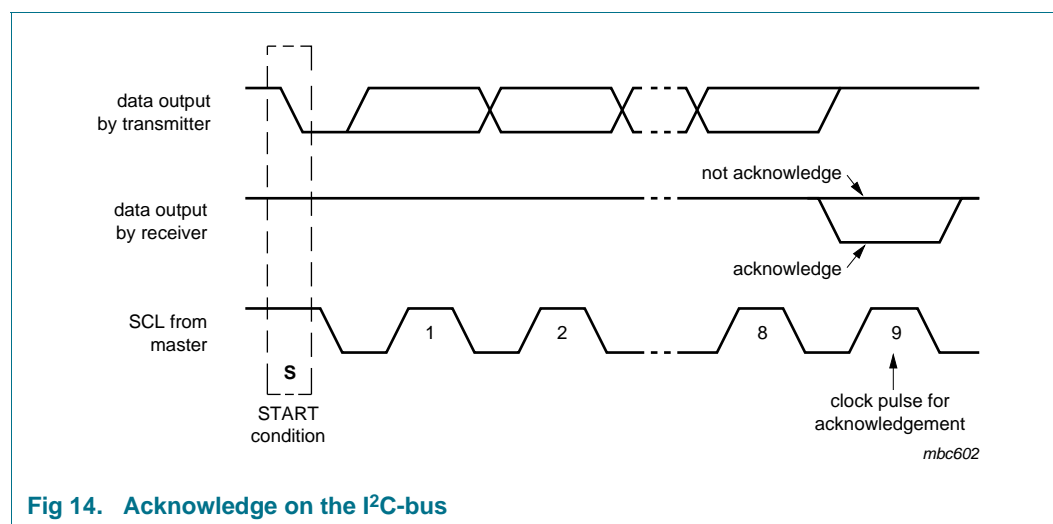 data output
by transmitter
not acknowledge
data output
by receiver
acknowledge
SCL from
master
1
2
8
9
S
START
condition
clock pulse for
acknowledgement
mbc602
Fig 14. Acknowledge on the I²C-bus